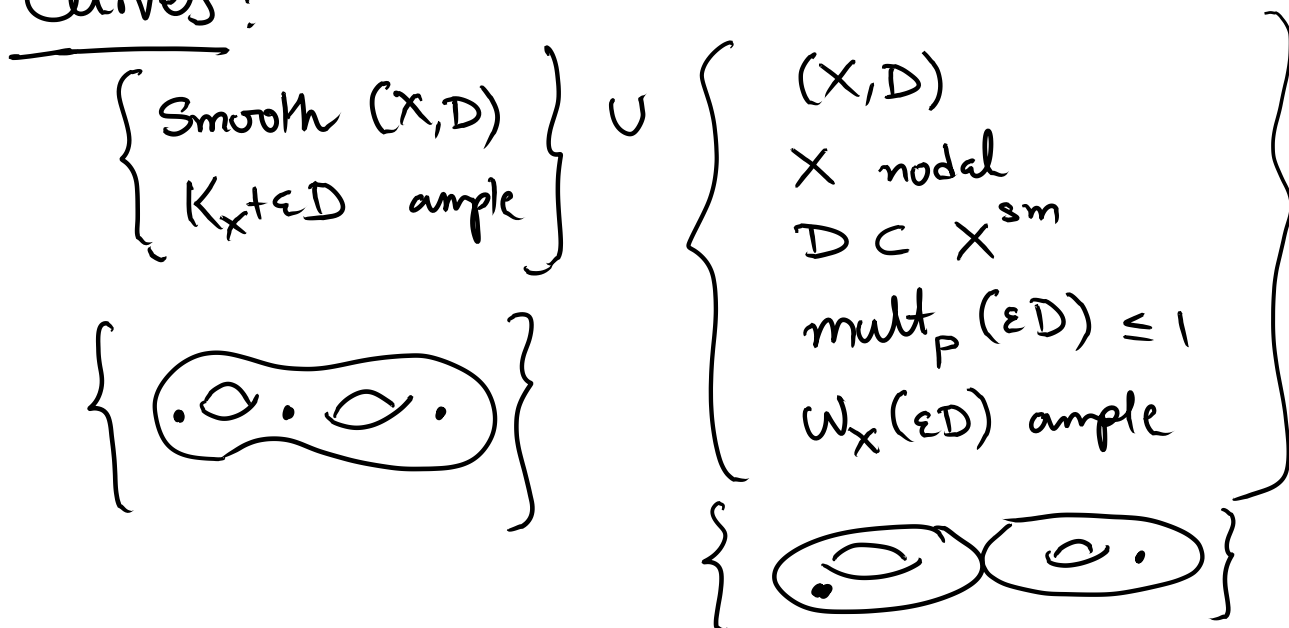 Curves:
Smooth (X,D)
K_X+εD ample
∪
(X,D)
X nodal
D ⊂ X^sm
mult_p (εD) ≤ 1
ω_X (εD) ample